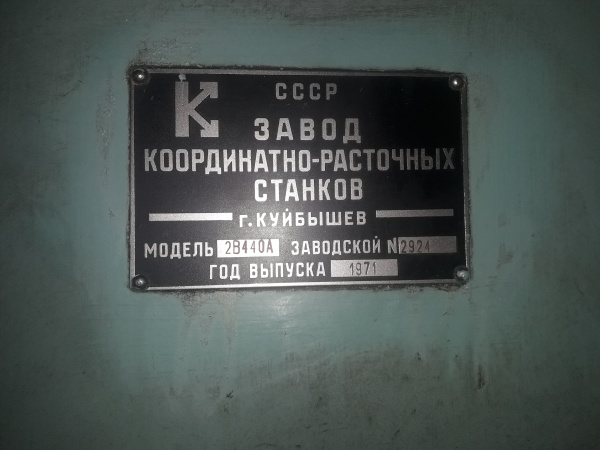 К
СССР
ЗАВОД
КООРДИНАТНО-РАСТОЧНЫХ
СТАНКОВ
г. КУЙБЫШЕВ
МОДЕЛЬ 2В440А ЗАВОДСКОЙ N 2924
ГОД ВЫПУСКА 1971